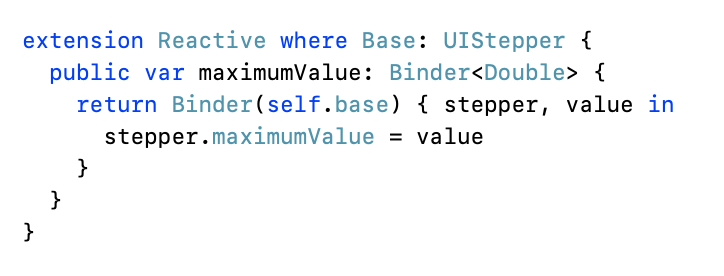 extension Reactive where Base: UIStepper {
  public var maximumValue: Binder<Double> {
    return Binder(self.base) { stepper, value in
      stepper.maximumValue = value
    }
  }
}